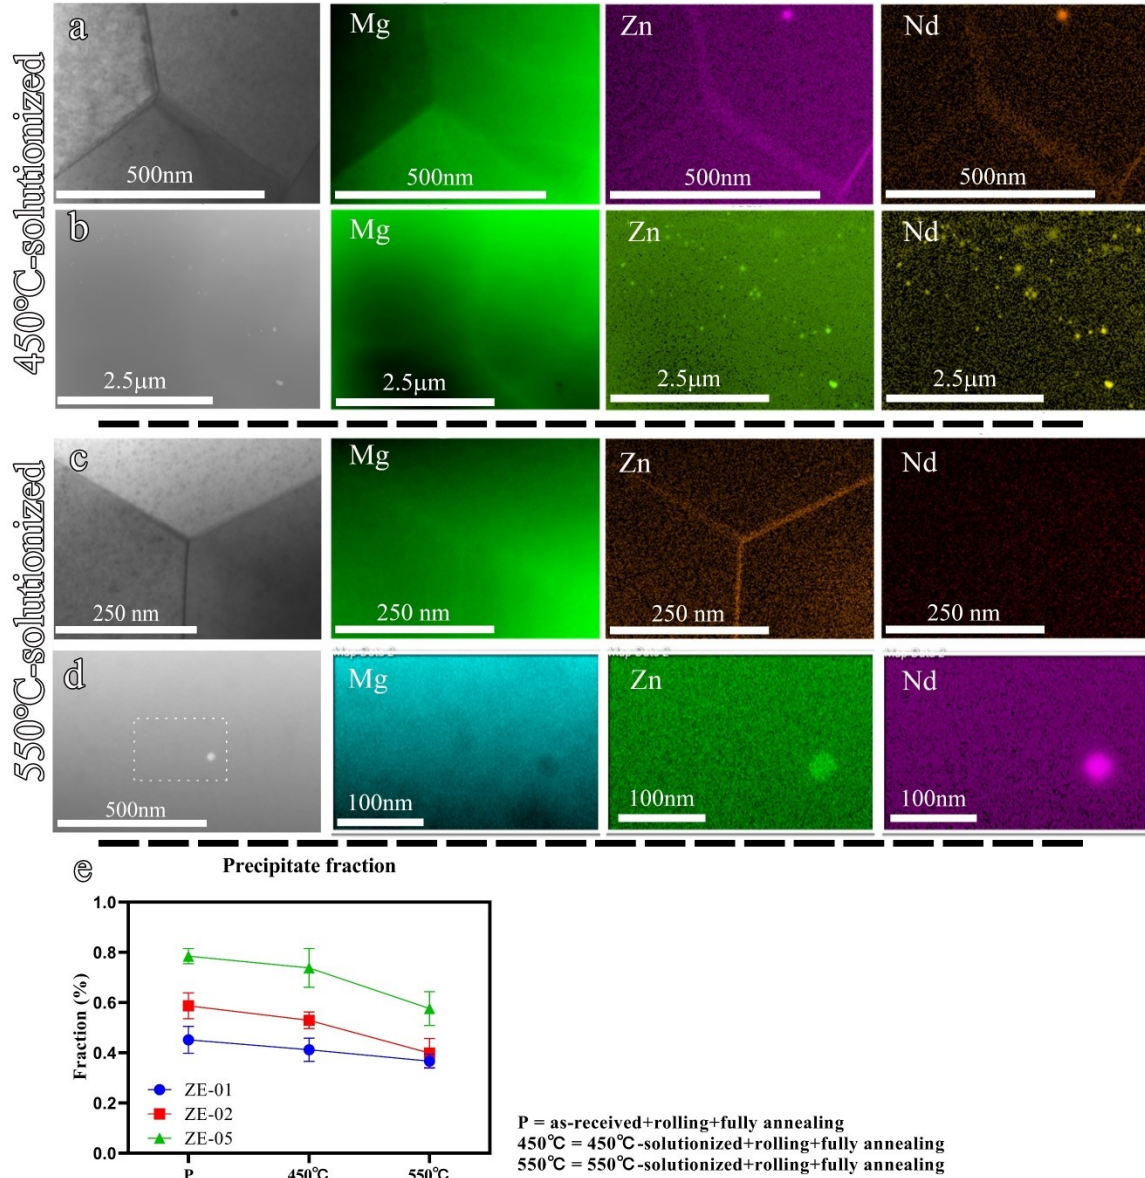 450°C-solutionized
a
Mg
Zn
Nd
500nm
500nm
500nm
500nm
b
Mg
Zn
Nd
2.5μm
2.5μm
2.5μm
2.5μm
550°C-solutionized
c
Mg
Zn
Nd
250 nm
250 nm
250 nm
250 nm
d
Mg
Zn
Nd
500nm
100nm
100nm
100nm
e
Precipitate fraction
Fraction (%)
1.0
0.8
0.6
0.4
0.2
0.0
ZE-01
ZE-02
ZE-05
P
450℃
550℃
P = as-received+rolling+fully annealing
450℃ = 450℃-solutionized+rolling+fully annealing
550℃ = 550℃-solutionized+rolling+fully annealing